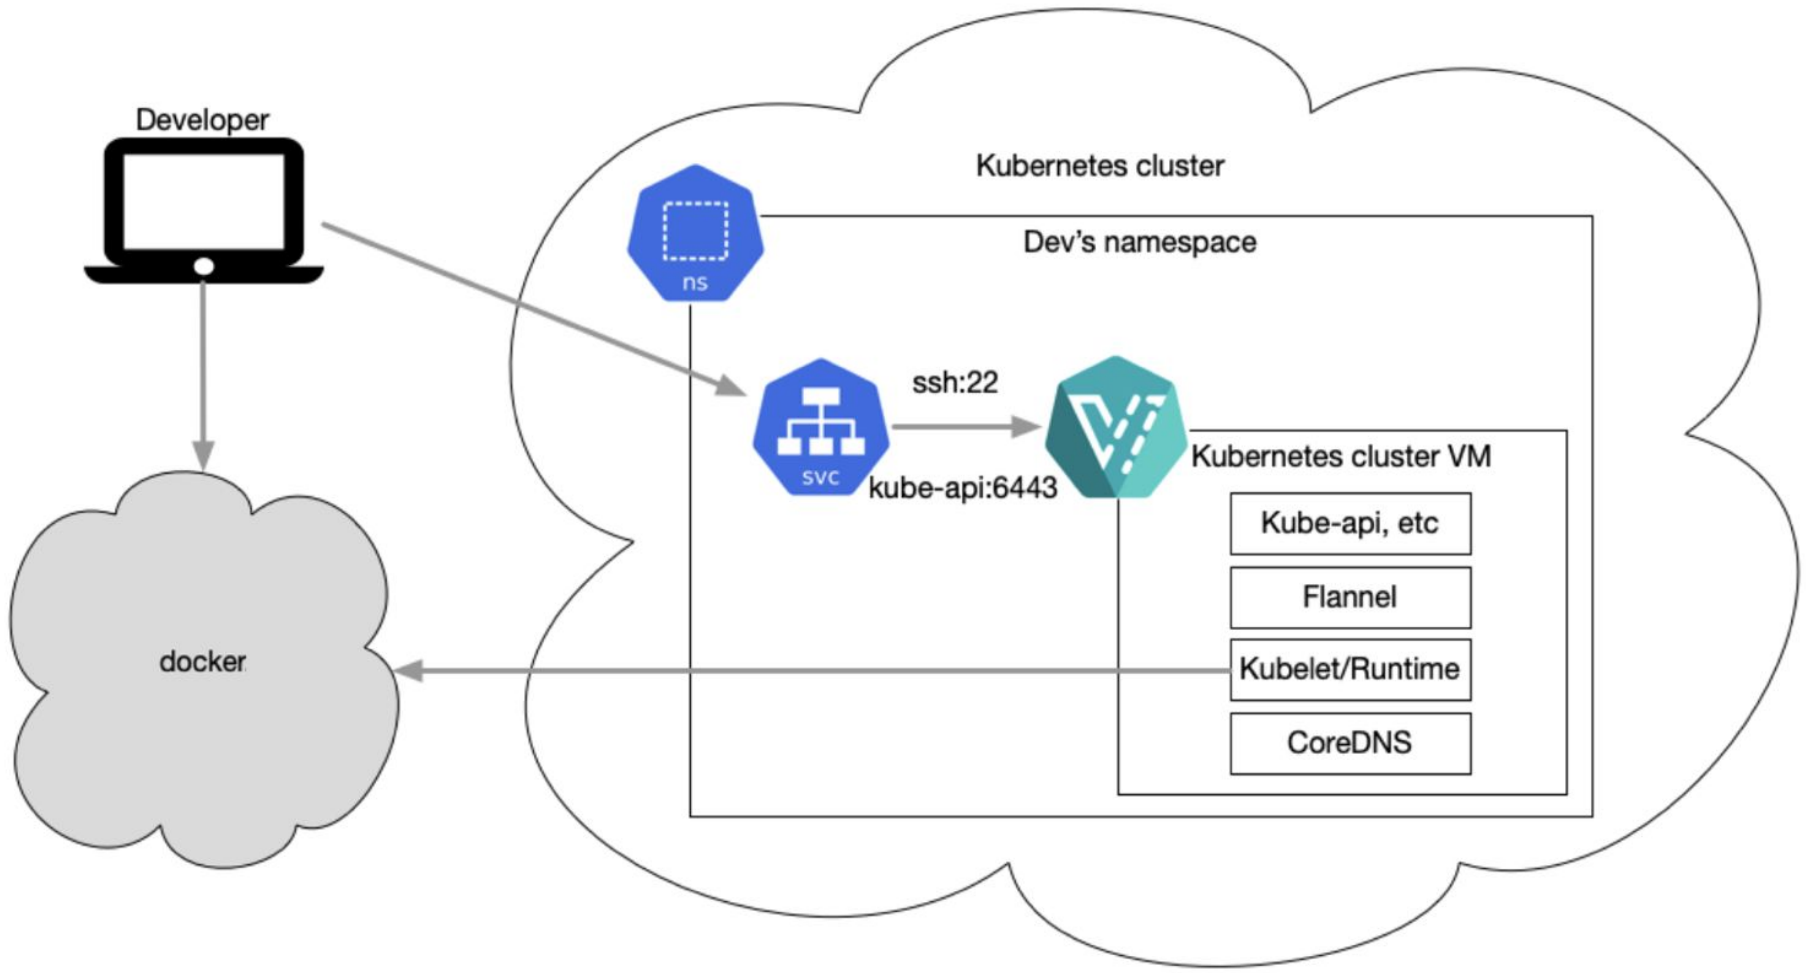 Developer
Kubernetes cluster
Dev's namespace
ns
ssh:22
svc
kube-api:6443
Kubernetes cluster VM
Kube-api, etc
Flannel
Kubelet/Runtime
CoreDNS
docker